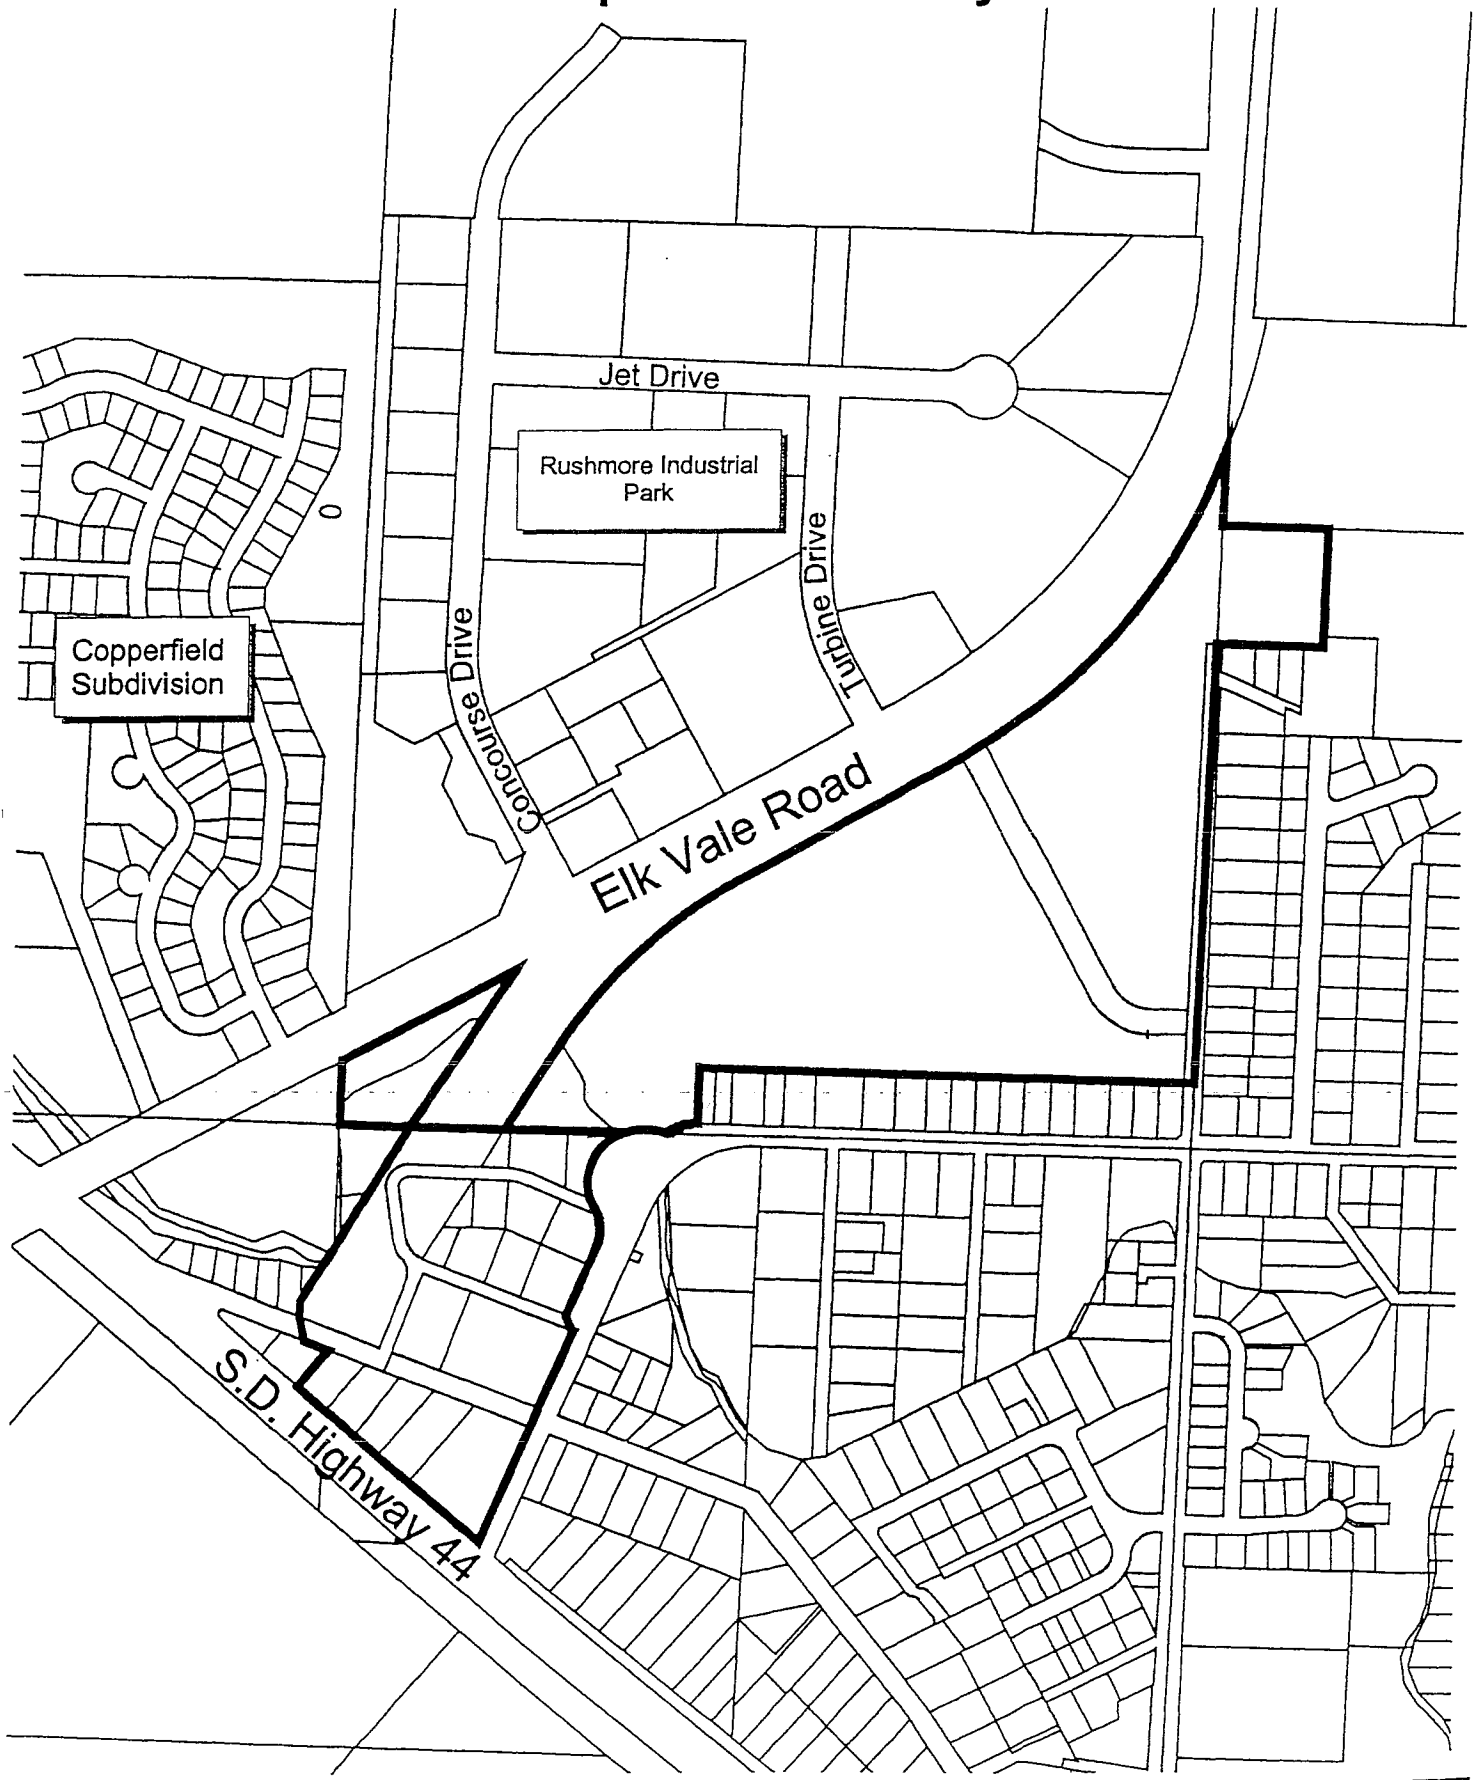 Jet Drive
Rushmore Industrial
Park
Copperfield
Subdivision
Concourse Drive
Turbine Drive
Elk Vale Road
S.D. Highway 44